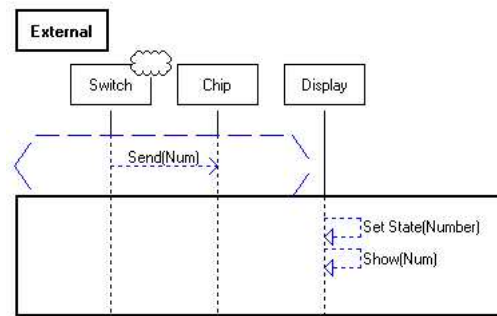 External
Switch
Chip
Display
Send(Num)
Set State(Number)
Show(Num)